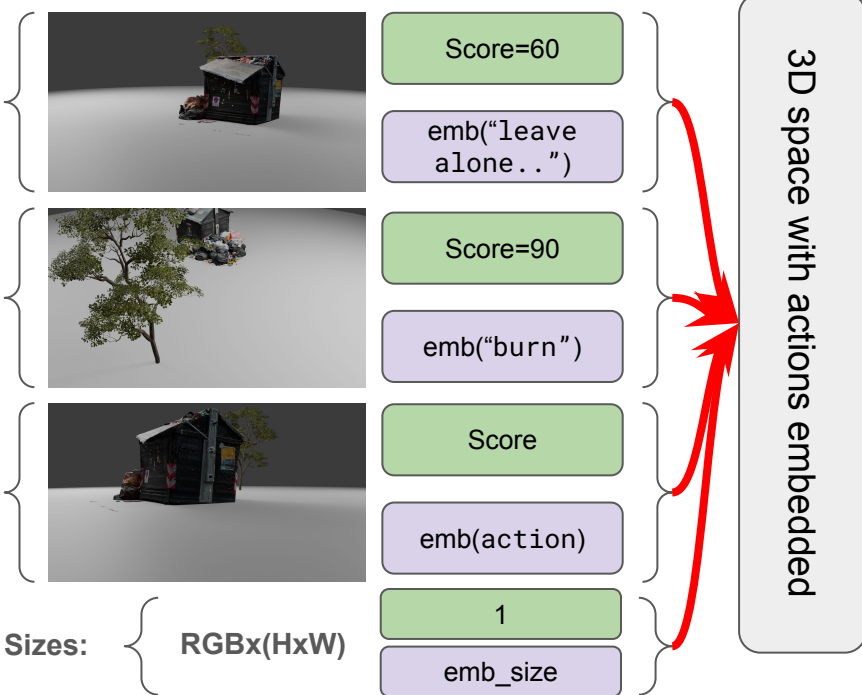 Score=60
emb(“leave
alone..”)
Score=90
emb(“burn”)
Score
emb(action)
Sizes:
RGBx(HxW)
1
emb_size
3D space with actions embedded